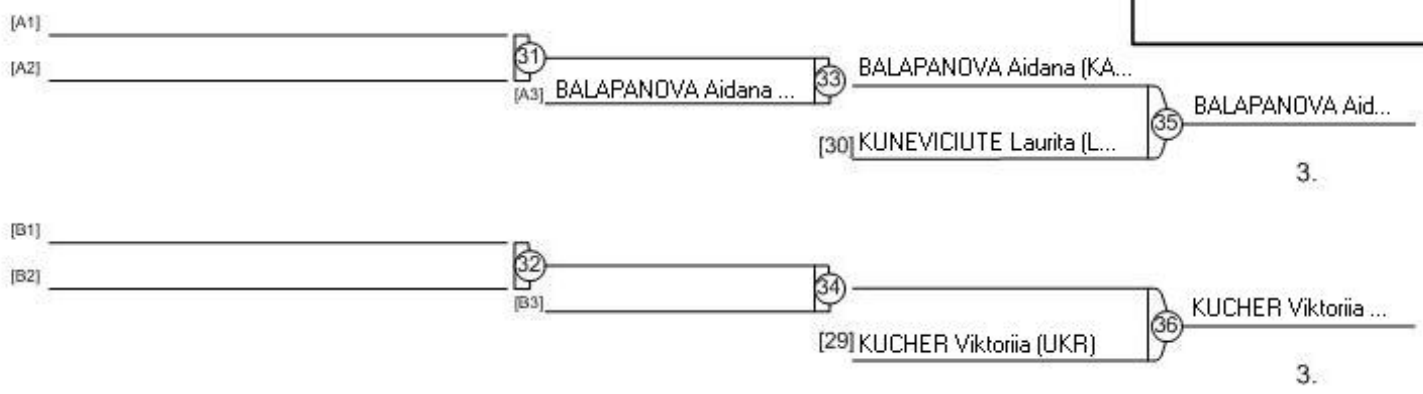 [A1]
[A2]
31
[A3] BALAPANOVA Aidana ...
33
BALAPANOVA Aidana (KA...
[30] KUNEVICIUTE Laurita (L...
35
BALAPANOVA Aid...
3.
[B1]
[B2]
32
[B3]
34
[29] KUCHER Viktoriia (UKR)
36
KUCHER Viktoriia ...
3.